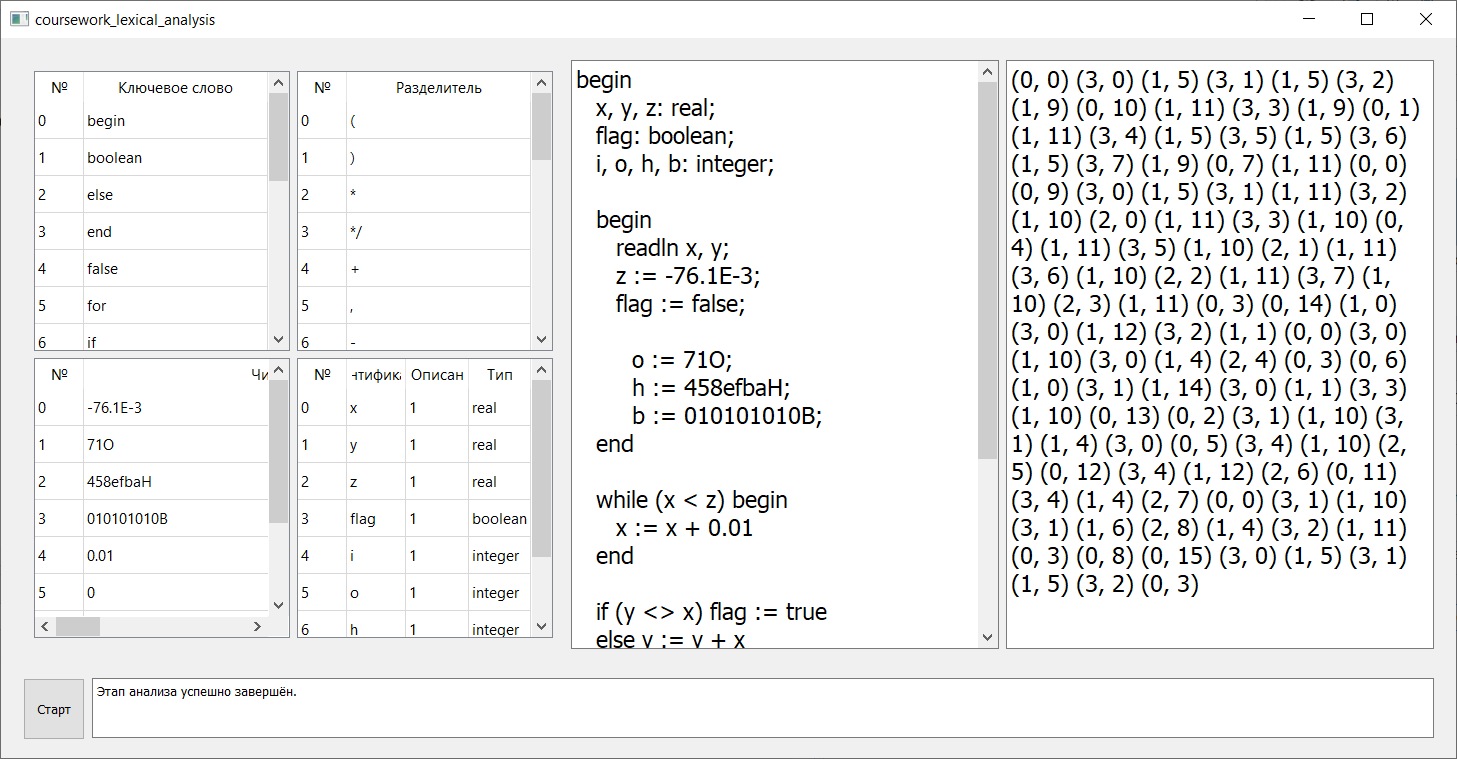 coursework_lexical_analysis
№ Ключевое слово
0 begin
1 boolean
2 else
3 end
4 false
5 for
6 if
№ Разделитель
0 (
1 )
2 *
3 */
4 +
5 ,
6 -
№ Чи
0 -76.1E-3
1 71O
2 458efbaH
3 010101010B
4 0.01
5 0
№ нтифика Описан Тип
0 x 1 real
1 y 1 real
2 z 1 real
3 flag 1 boolean
4 i 1 integer
5 o 1 integer
6 h 1 integer
begin
x, y, z: real;
flag: boolean;
i, o, h, b: integer;
begin
readln x, y;
z := -76.1E-3;
flag := false;
o := 71O;
h := 458efbaH;
b := 010101010B;
end
while (x < z) begin
x := x + 0.01
end
if (y <> x) flag := true
else y := y + x
(0, 0) (3, 0) (1, 5) (3, 1) (1, 5) (3, 2)
(1, 9) (0, 10) (1, 11) (3, 3) (1, 9) (0, 1)
(1, 11) (3, 4) (1, 5) (3, 5) (1, 5) (3, 6)
(1, 5) (3, 7) (1, 9) (0, 7) (1, 11) (0, 0)
(0, 9) (3, 0) (1, 5) (3, 1) (1, 11) (3, 2)
(1, 10) (2, 0) (1, 11) (3, 3) (1, 10) (0,
4) (1, 11) (3, 5) (1, 10) (2, 1) (1, 11)
(3, 6) (1, 10) (2, 2) (1, 11) (3, 7) (1,
10) (2, 3) (1, 11) (0, 3) (0, 14) (1, 0)
(3, 0) (1, 12) (3, 2) (1, 1) (0, 0) (3, 0)
(1, 10) (3, 0) (1, 4) (2, 4) (0, 3) (0, 6)
(1, 0) (3, 1) (1, 14) (3, 0) (1, 1) (3, 3)
(1, 10) (0, 13) (0, 2) (3, 1) (1, 10) (3,
1) (1, 4) (3, 0) (0, 5) (3, 4) (1, 10) (2,
5) (0, 12) (3, 4) (1, 12) (2, 6) (0, 11)
(3, 4) (1, 4) (2, 7) (0, 0) (3, 1) (1, 10)
(3, 1) (1, 6) (2, 8) (1, 4) (3, 2) (1, 11)
(0, 3) (0, 8) (0, 15) (3, 0) (1, 5) (3, 1)
(1, 5) (3, 2) (0, 3)
Старт
Этап анализа успешно завершён.